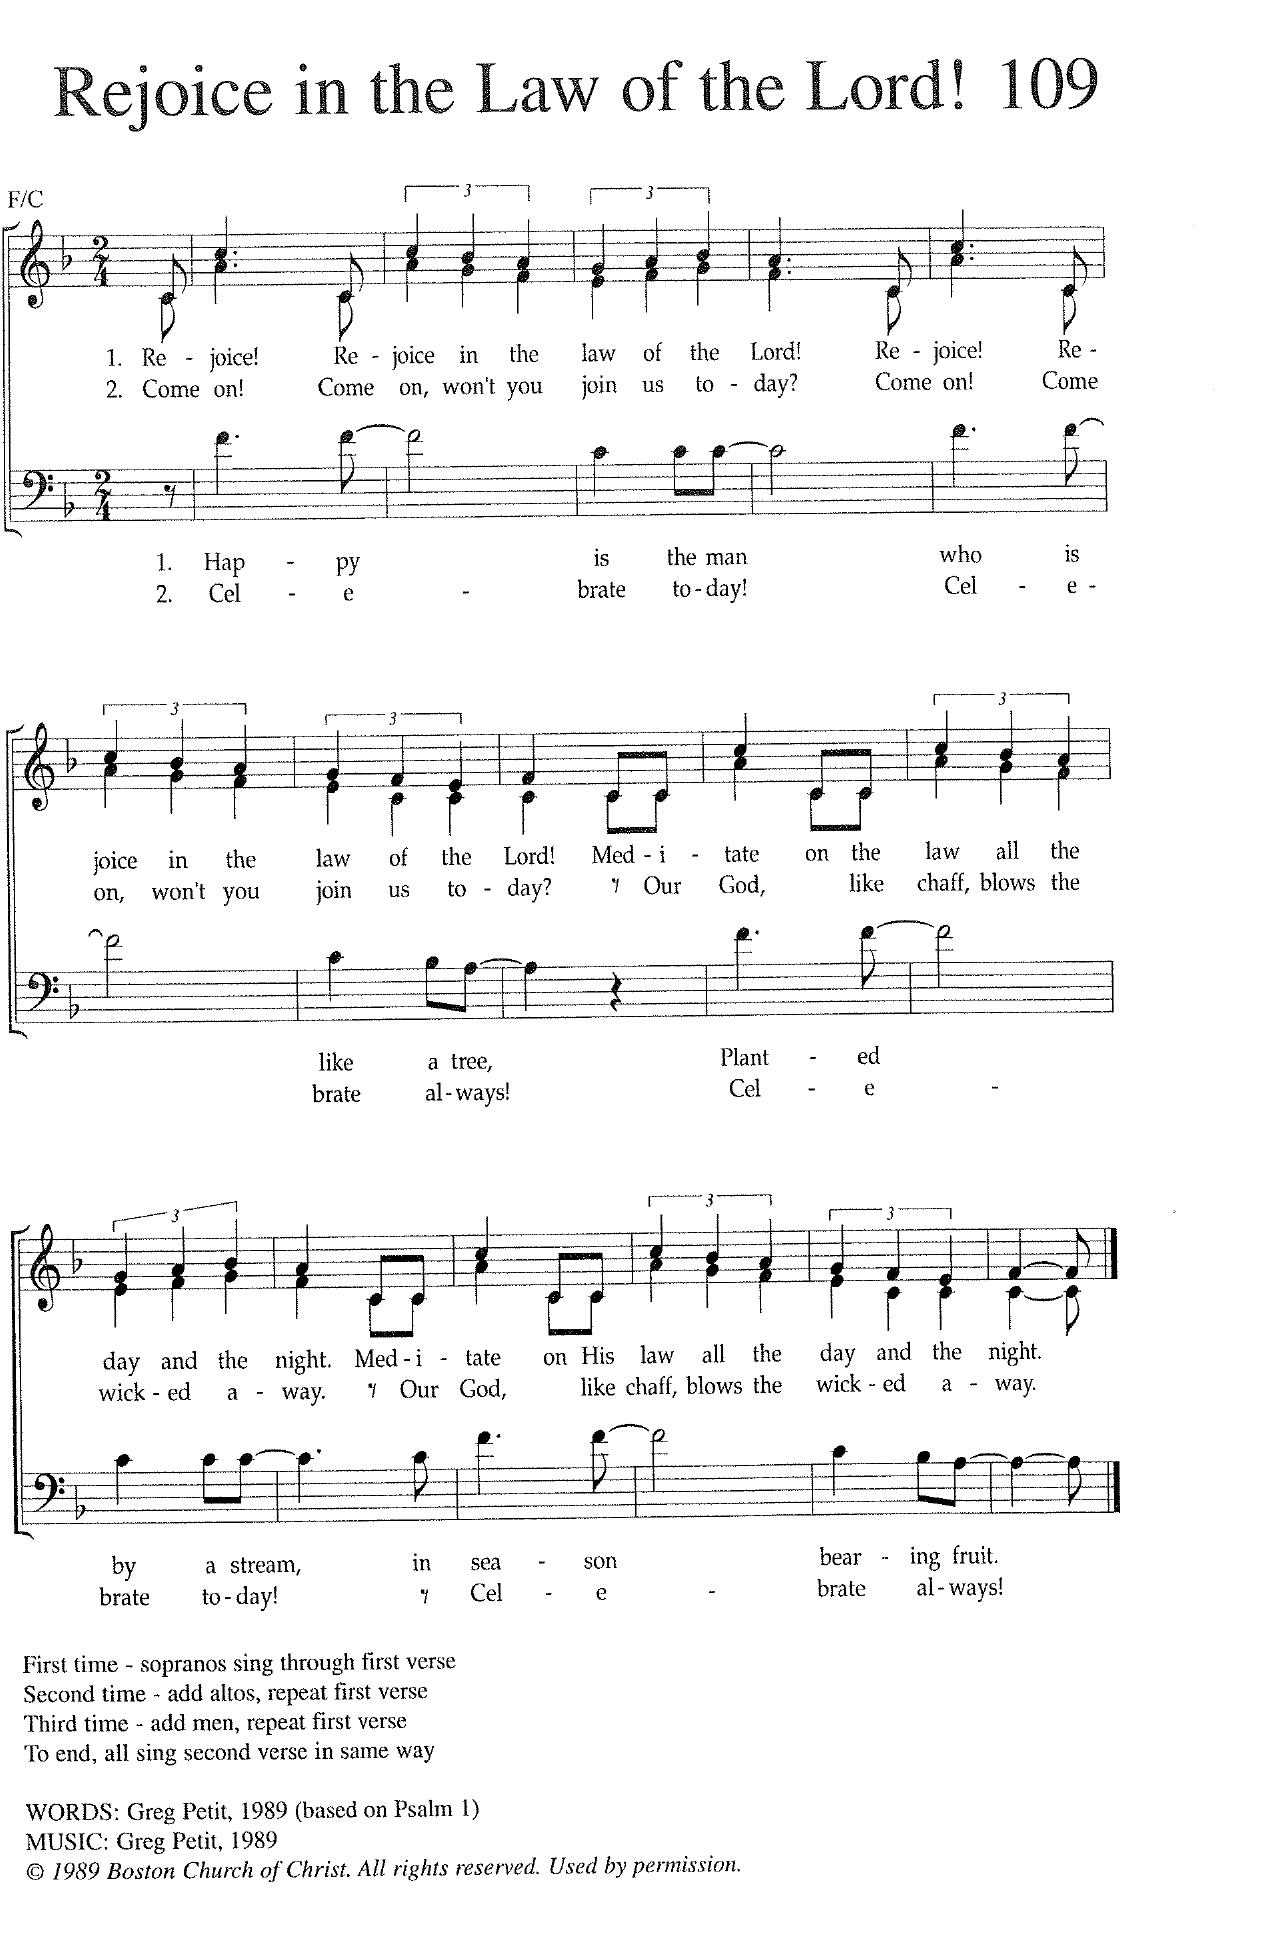 Rejoice in the Law of the Lord! 109
F/C
3 3
1. Re - joice! Re - joice in the law of the Lord! Re - joice! Re -
2. Come on! Come on, won't you join us to - day? Come on! Come
1. Hap - py is the man who is
2. Cel - e - brate to - day! Cel - e -
3 3 3
joice in the law of the Lord! Med - i - tate on the law all the
on, won't you join us to - day? Our God, like chaff, blows the
like a tree, Plant - ed
brate al - ways! Cel - e -
3 3 3
day and the night. Med - i - tate on His law all the day and the night.
wick - ed a - way. Our God, like chaff, blows the wick - ed a - way.
by a stream, in sea - son bear - ing fruit.
brate to - day! Cel - e - brate al - ways!
First time - sopranos sing through first verse
Second time - add altos, repeat first verse
Third time - add men, repeat first verse
To end, all sing second verse in same way
WORDS: Greg Petit, 1989 (based on Psalm 1)
MUSIC: Greg Petit, 1989
© 1989 Boston Church of Christ. All rights reserved. Used by permission.